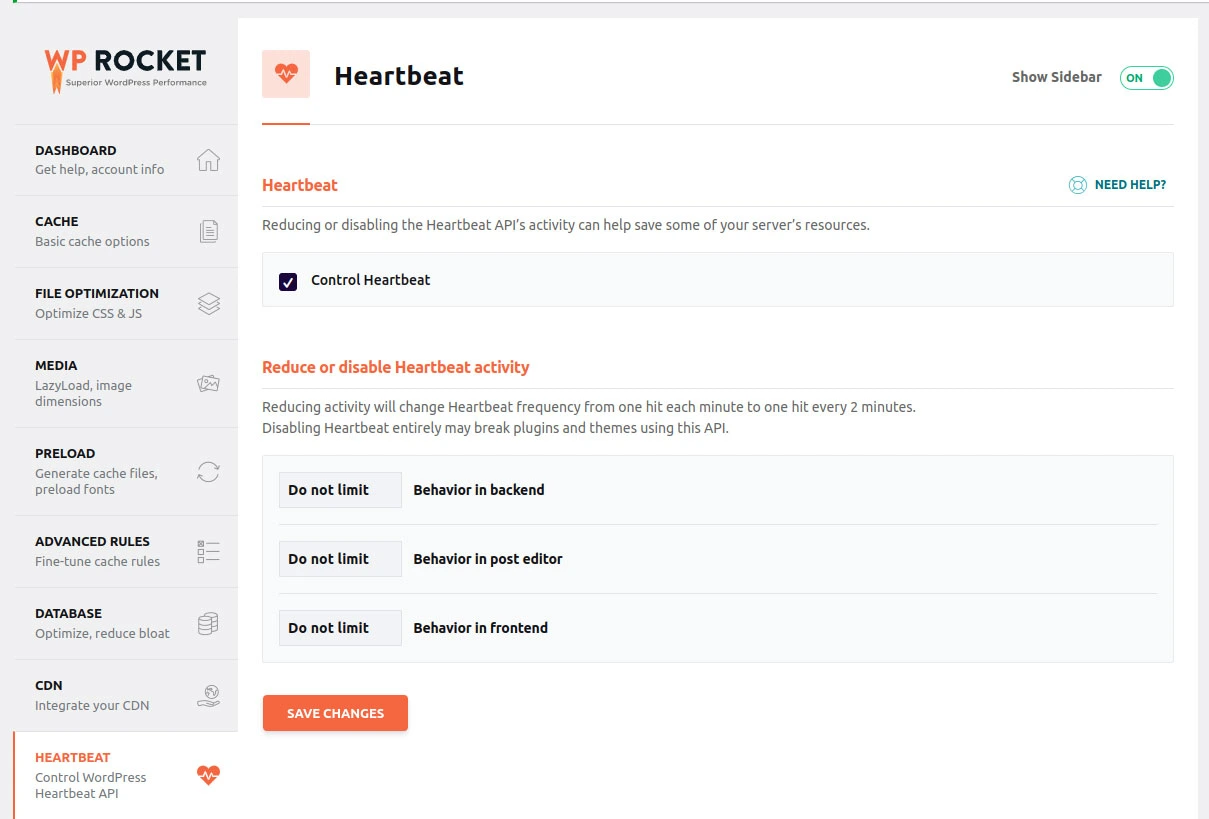 WP ROCKET
Superior WordPress Performance
DASHBOARD
Get help, account info
CACHE
Basic cache options
FILE OPTIMIZATION
Optimize CSS & JS
MEDIA
LazyLoad, image
dimensions
PRELOAD
Generate cache files,
preload fonts
ADVANCED RULES
Fine-tune cache rules
DATABASE
Optimize, reduce bloat
CDN
Integrate your CDN
HEARTBEAT
Control WordPress
Heartbeat API
Heartbeat
Show Sidebar ON
Heartbeat
NEED HELP?
Reducing or disabling the Heartbeat API’s activity can help save some of your server’s resources.
Control Heartbeat
Reduce or disable Heartbeat activity
Reducing activity will change Heartbeat frequency from one hit each minute to one hit every 2 minutes.
Disabling Heartbeat entirely may break plugins and themes using this API.
Do not limit Behavior in backend
Do not limit Behavior in post editor
Do not limit Behavior in frontend
SAVE CHANGES